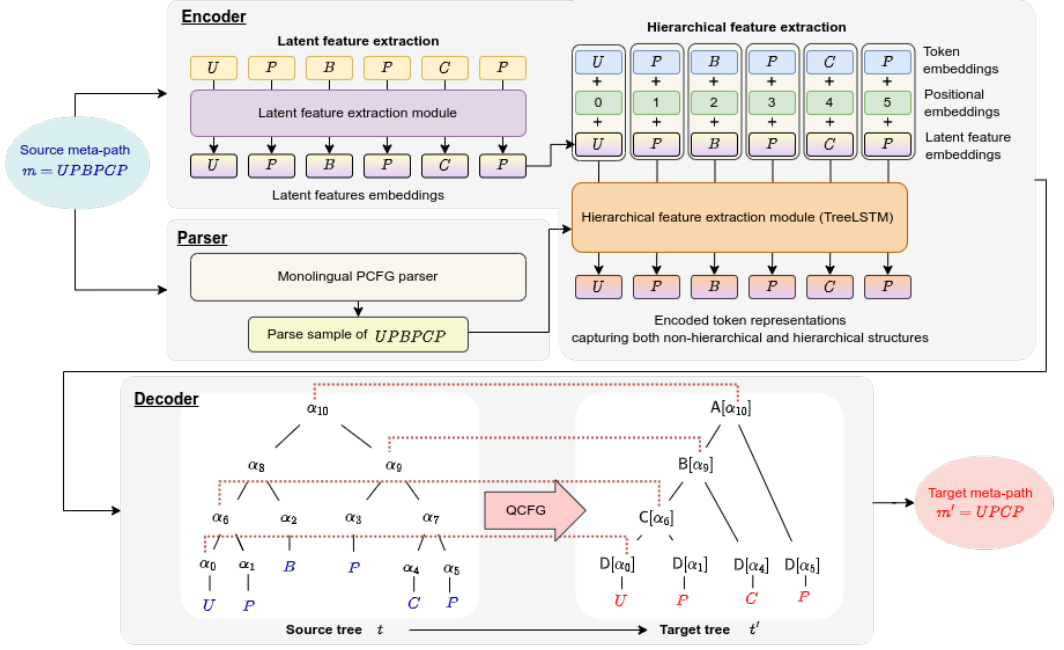 Encoder
Latent feature extraction
U P B P C P
Latent feature extraction module
U P B P C P
Latent features embeddings
Hierarchical feature extraction
U P B P C P
Token
embeddings
+ + + + + +
0 1 2 3 4 5
Positional
embeddings
+ + + + + +
U P B P C P
Latent feature
embeddings
Hierarchical feature extraction module (TreeLSTM)
U P B P C P
Encoded token representations
capturing both non-hierarchical and hierarchical structures
Source meta-path
m = UPBPCP
Parser
Monolingual PCFG parser
Parse sample of UPBPCP
Decoder
α10
α8 α9
α6 α2 α3 α7
α0 α1 B P α4 α5
U P C P
Source tree t
QCFG
A[α10]
B[α9]
C[α6]
D[α0] D[α1] D[α4] D[α5]
U P C P
Target tree t′
Target meta-path
m′ = UPCP